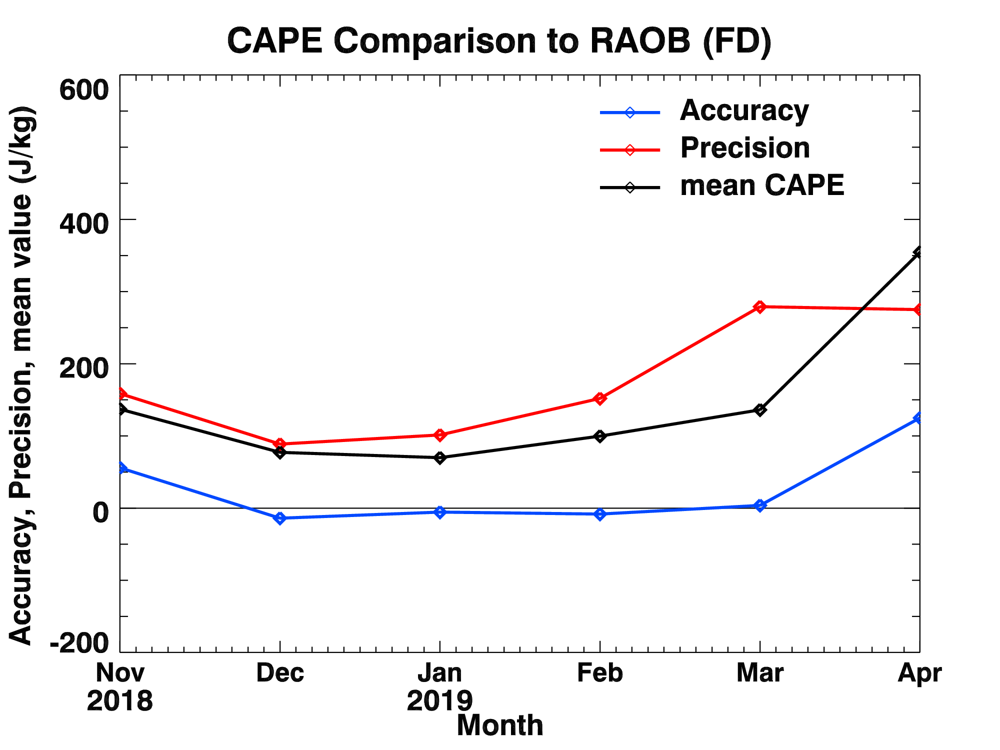 CAPE Comparison to RAOB (FD)
Accuracy, Precision, mean value (J/kg)
600
400
200
0
-200
Accuracy
Precision
mean CAPE
Nov Dec Jan Feb Mar Apr
2018 2019
Month